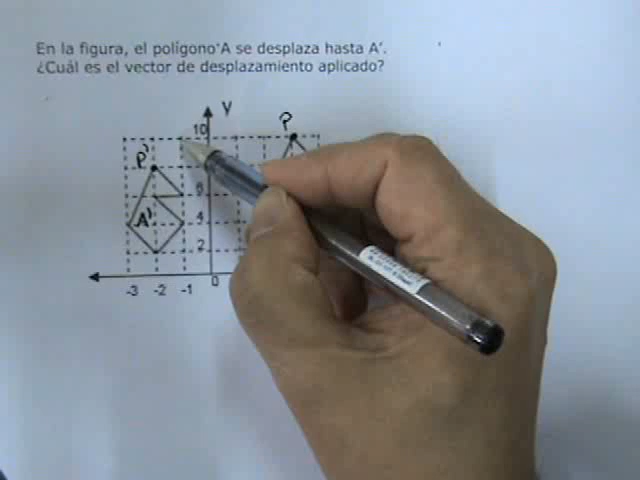 En la figura, el polígono A se desplaza hasta A'.
¿Cuál es el vector de desplazamiento aplicado?
Y
10
P
P'
6
A'
4
2
-3 -2 -1 0